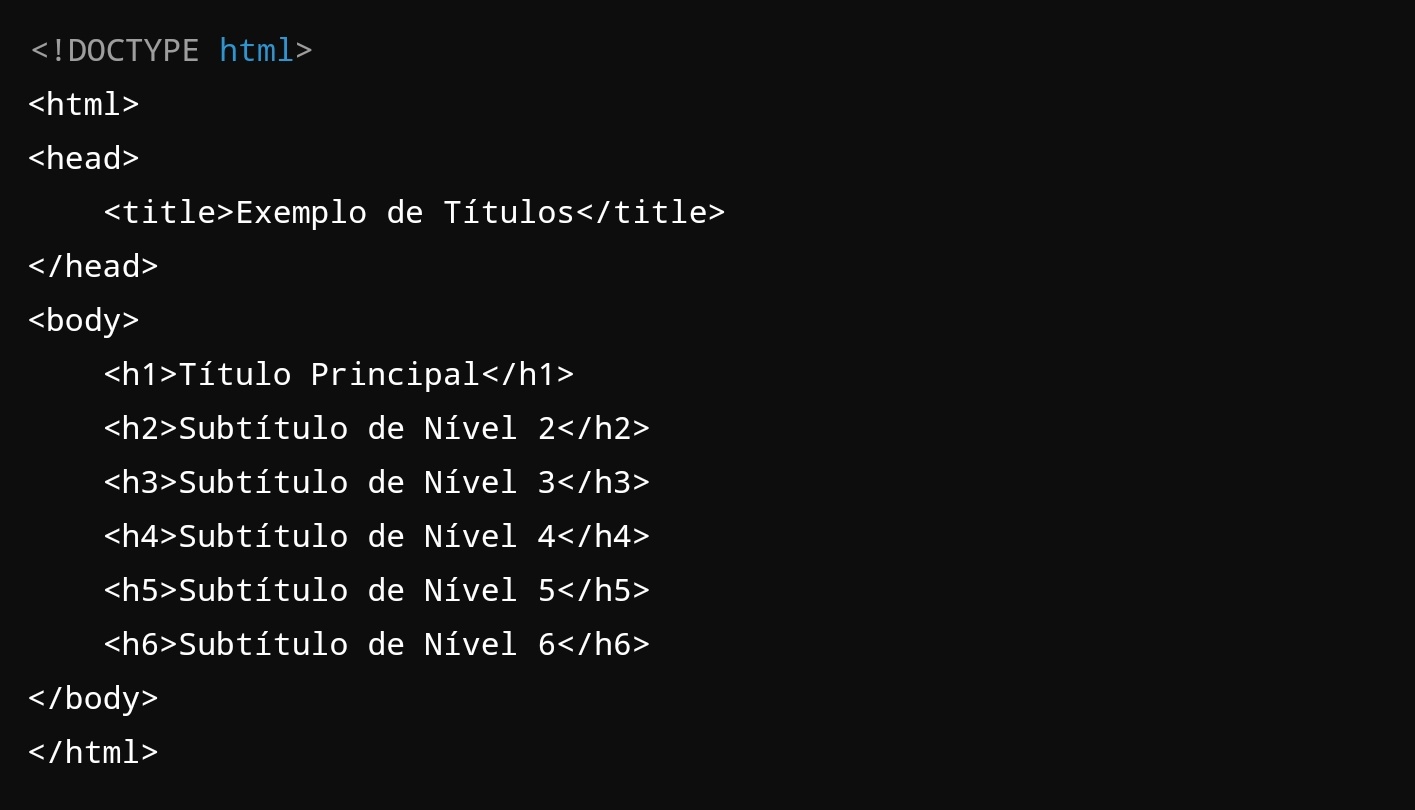 <!DOCTYPE html>
<html>
<head>
    <title>Exemplo de Títulos</title>
</head>
<body>
    <h1>Título Principal</h1>
    <h2>Subtítulo de Nível 2</h2>
    <h3>Subtítulo de Nível 3</h3>
    <h4>Subtítulo de Nível 4</h4>
    <h5>Subtítulo de Nível 5</h5>
    <h6>Subtítulo de Nível 6</h6>
</body>
</html>